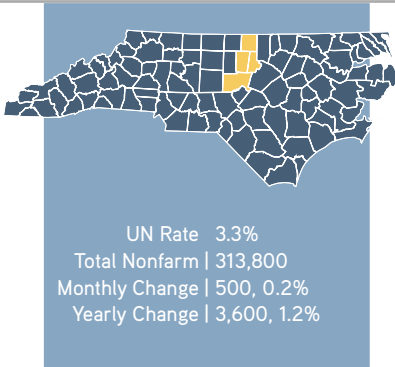 UN Rate 3.3%
Total Nonfarm | 313,800
Monthly Change | 500, 0.2%
Yearly Change | 3,600, 1.2%